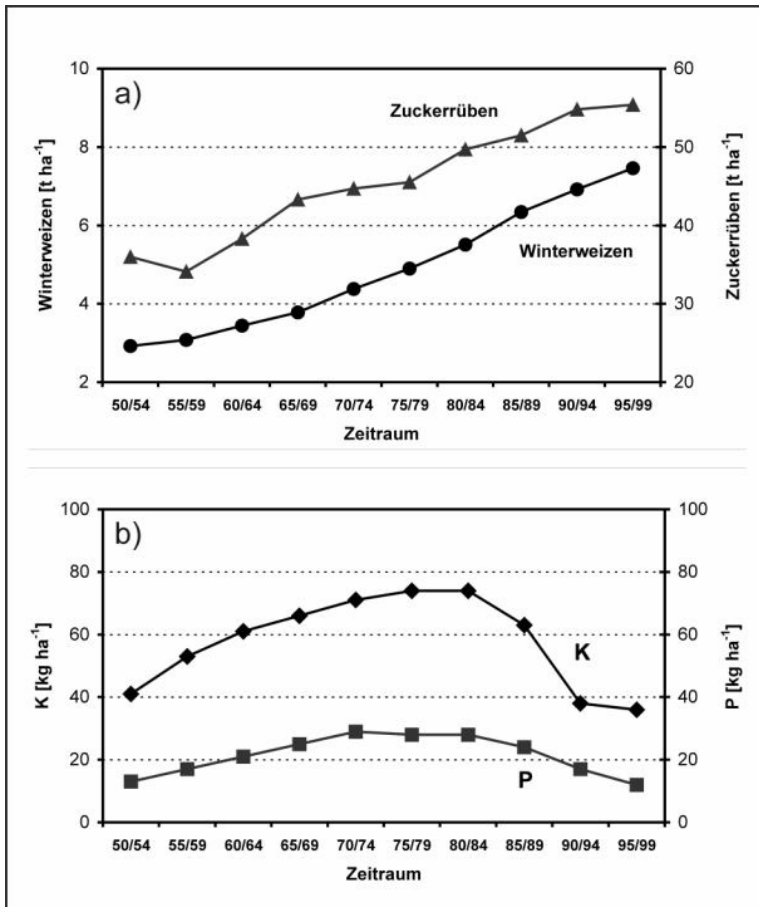 a)
10
8
6
4
2
60
50
40
30
20
Winterweizen [t ha⁻¹]
Zuckerrüben [t ha⁻¹]
Zuckerrüben
Winterweizen
50/54 55/59 60/64 65/69 70/74 75/79 80/84 85/89 90/94 95/99
Zeitraum
b)
100
80
60
40
20
0
100
80
60
40
20
0
K [kg ha⁻¹]
P [kg ha⁻¹]
K
P
50/54 55/59 60/64 65/69 70/74 75/79 80/84 85/89 90/94 95/99
Zeitraum